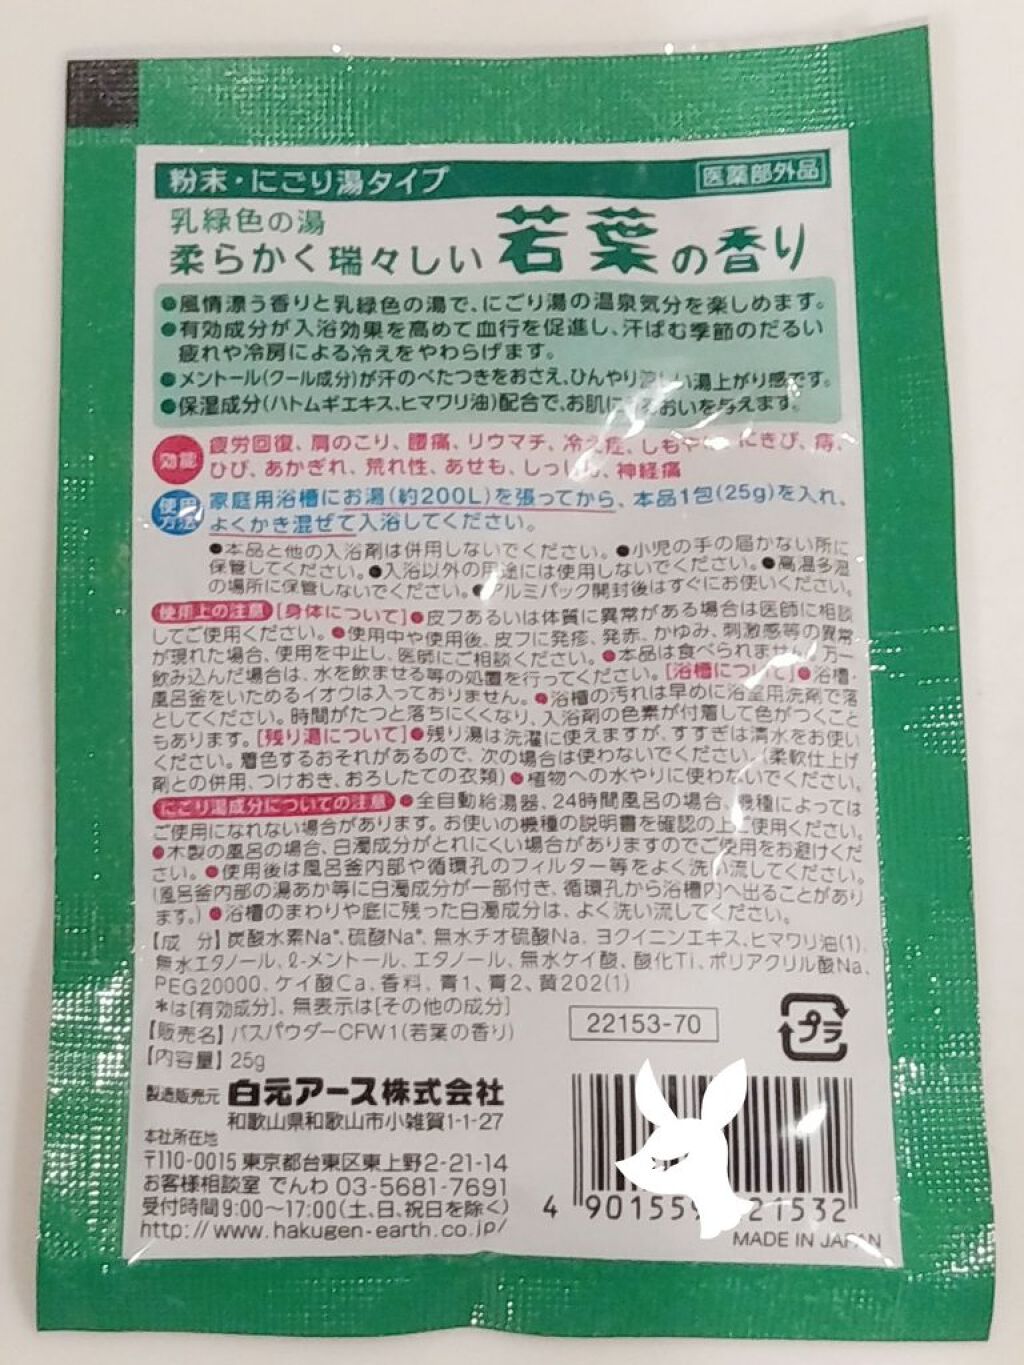 粉末・にごり湯タイプ
医薬部外品
乳緑色の湯
柔らかく瑞々しい 若葉の香り
●風情漂う香りと乳緑色の湯で、にごり湯の温泉気分を楽しめます。
●有効成分が入浴効果を高めて血行を促進し、汗ばむ季節のだるい
疲れや冷房による冷えをやわらげます。
●メントール(クール成分)が汗のべたつきをおさえ、ひんやり涼しい湯上がり感です。
●保湿成分(ハトムギエキス、ヒマワリ油)配合で、お肌にうるおいを与えます。
効能
疲労回復、肩のこり、腰痛、リウマチ、冷え症、しもやけ、にきび、痔、
ひび、あかぎれ、荒れ性、あせも、しっしん、神経痛
使用方法
家庭用浴槽にお湯(約200L)を張ってから、本品1包(25g)を入れ、
よくかき混ぜて入浴してください。
●本品と他の入浴剤は併用しないでください。●小児の手の届かない所に
保管してください。●入浴以外の用途には使用しないでください。●高温多湿
の場所に保管しないでください。●アルミパック開封後はすぐにお使いください。
使用上の注意 [身体について]●皮フあるいは体質に異常がある場合は医師に相談
してご使用ください。●使用中や使用後、皮フに発疹、発赤、かゆみ、刺激感等の異常
が現れた場合、使用を中止し、医師にご相談ください。●本品は食べられません。万一
飲み込んだ場合は、水を飲ませる等の処置を行ってください。[浴槽について]●浴槽・
風呂釜をいためるイオウは入っておりません。●浴槽の汚れは早めに浴室用洗剤で落
としてください。時間がたつと落ちにくくなり、入浴剤の色素が付着して色がつくこと
もあります。[残り湯について]●残り湯は洗濯に使えますが、すすぎは清水をお使い
ください。着色するおそれがあるので、次の場合は使わないでください。(柔軟仕上げ
剤との併用、つけおき、おろしたての衣類)●植物への水やりに使わないでください。
にごり湯成分についての注意 ●全自動給湯器、24時間風呂の場合、機種によっては
ご使用になれない場合があります。お使いの機種の説明書を確認の上ご使用ください。
●木製の風呂の場合、白濁成分がとれにくい場合がありますのでご使用をお避けくだ
さい。●使用後は風呂釜内部や循環孔のフィルター等をよく洗い流してください。
(風呂釜内部の湯あか等に白濁成分が一部付き、循環孔から浴槽内へ出ることがあり
ます。)●浴槽のまわりや底に残った白濁成分は、よく洗い流してください。
【成 分】炭酸水素Na*、硫酸Na*、無水チオ硫酸Na、ヨクイニンエキス、ヒマワリ油(1)、
無水エタノール、ℓ-メントール、エタノール、無水ケイ酸、酸化Ti、ポリアクリル酸Na、
PEG20000、ケイ酸Ca、香料、青1、青2、黄202(1)
*は[有効成分]、無表示は[その他の成分]
【販売名】バスパウダーCFW1(若葉の香り)
【内容量】25g
22153-70
プラ
製造販売元 白元アース株式会社
和歌山県和歌山市小雑賀1-1-27
本社所在地
〒110-0015 東京都台東区東上野2-21-14
お客様相談室 でんわ 03-5681-7691
受付時間9:00〜17:00(土、日、祝日を除く)
http://www.hakugen-earth.co.jp/
4 901559 21532
MADE IN JAPAN